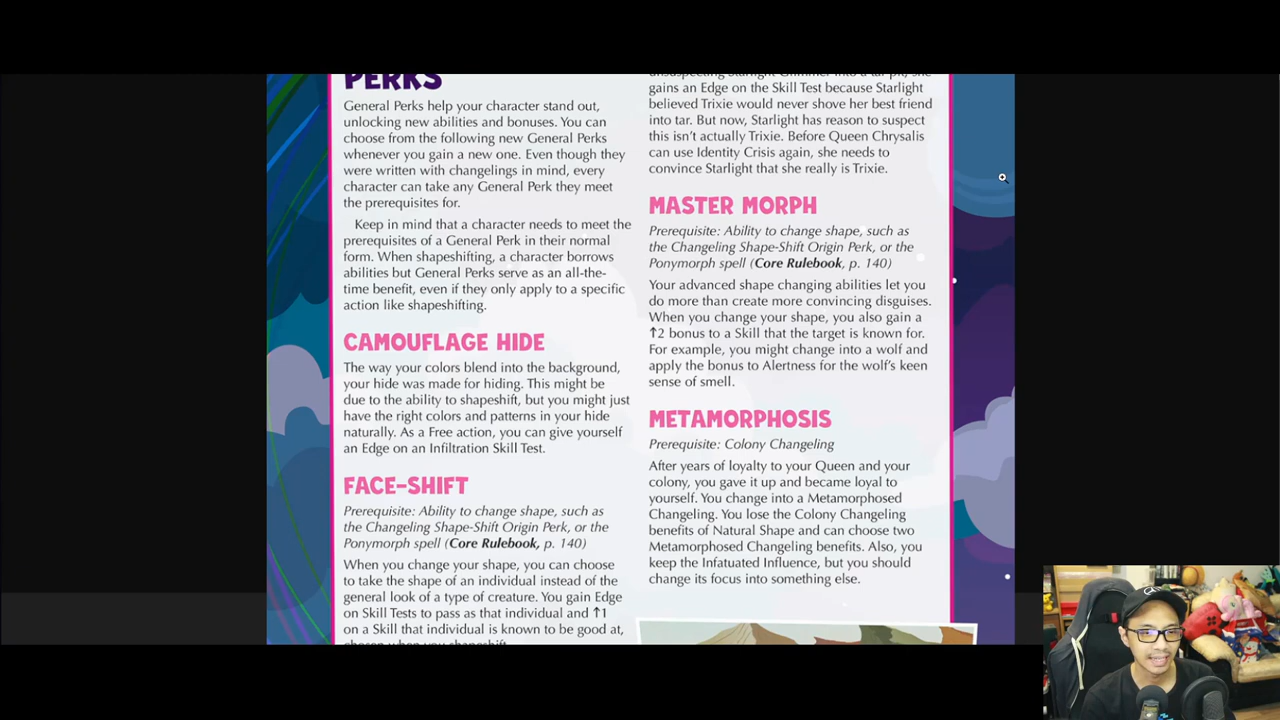 PERKS
General Perks help your character stand out,
unlocking new abilities and bonuses. You can
choose from the following new General Perks
whenever you gain a new one. Even though they
were written with changelings in mind, every
character can take any General Perk they meet
the prerequisites for.
Keep in mind that a character needs to meet the
prerequisites of a General Perk in their normal
form. When shapeshifting, a character borrows
abilities but General Perks serve as an all-the-
time benefit, even if they only apply to a specific
action like shapeshifting.
CAMOUFLAGE HIDE
The way your colors blend into the background,
your hide was made for hiding. This might be
due to the ability to shapeshift, but you might just
have the right colors and patterns in your hide
naturally. As a Free action, you can give yourself
an Edge on an Infiltration Skill Test.
FACE-SHIFT
Prerequisite: Ability to change shape, such as
the Changeling Shape-Shift Origin Perk, or the
Ponymorph spell (Core Rulebook, p. 140)
When you change your shape, you can choose
to take the shape of an individual instead of the
general look of a type of creature. You gain Edge
on Skill Tests to pass as that individual and ↑1
on a Skill that individual is known to be good at,
chosen when you shapeshift.
unsuspecting Starlight Glimmer into a tar pit, she
gains an Edge on the Skill Test because Starlight
believed Trixie would never shove her best friend
into tar. But now, Starlight has reason to suspect
this isn't actually Trixie. Before Queen Chrysalis
can use Identity Crisis again, she needs to
convince Starlight that she really is Trixie.
MASTER MORPH
Prerequisite: Ability to change shape, such as
the Changeling Shape-Shift Origin Perk, or the
Ponymorph spell (Core Rulebook, p. 140)
Your advanced shape changing abilities let you
do more than create more convincing disguises.
When you change your shape, you also gain a
↑2 bonus to a Skill that the target is known for.
For example, you might change into a wolf and
apply the bonus to Alertness for the wolf's keen
sense of smell.
METAMORPHOSIS
Prerequisite: Colony Changeling
After years of loyalty to your Queen and your
colony, you gave it up and became loyal to
yourself. You change into a Metamorphosed
Changeling. You lose the Colony Changeling
benefits of Natural Shape and can choose two
Metamorphosed Changeling benefits. Also, you
keep the Infatuated Influence, but you should
change its focus into something else.